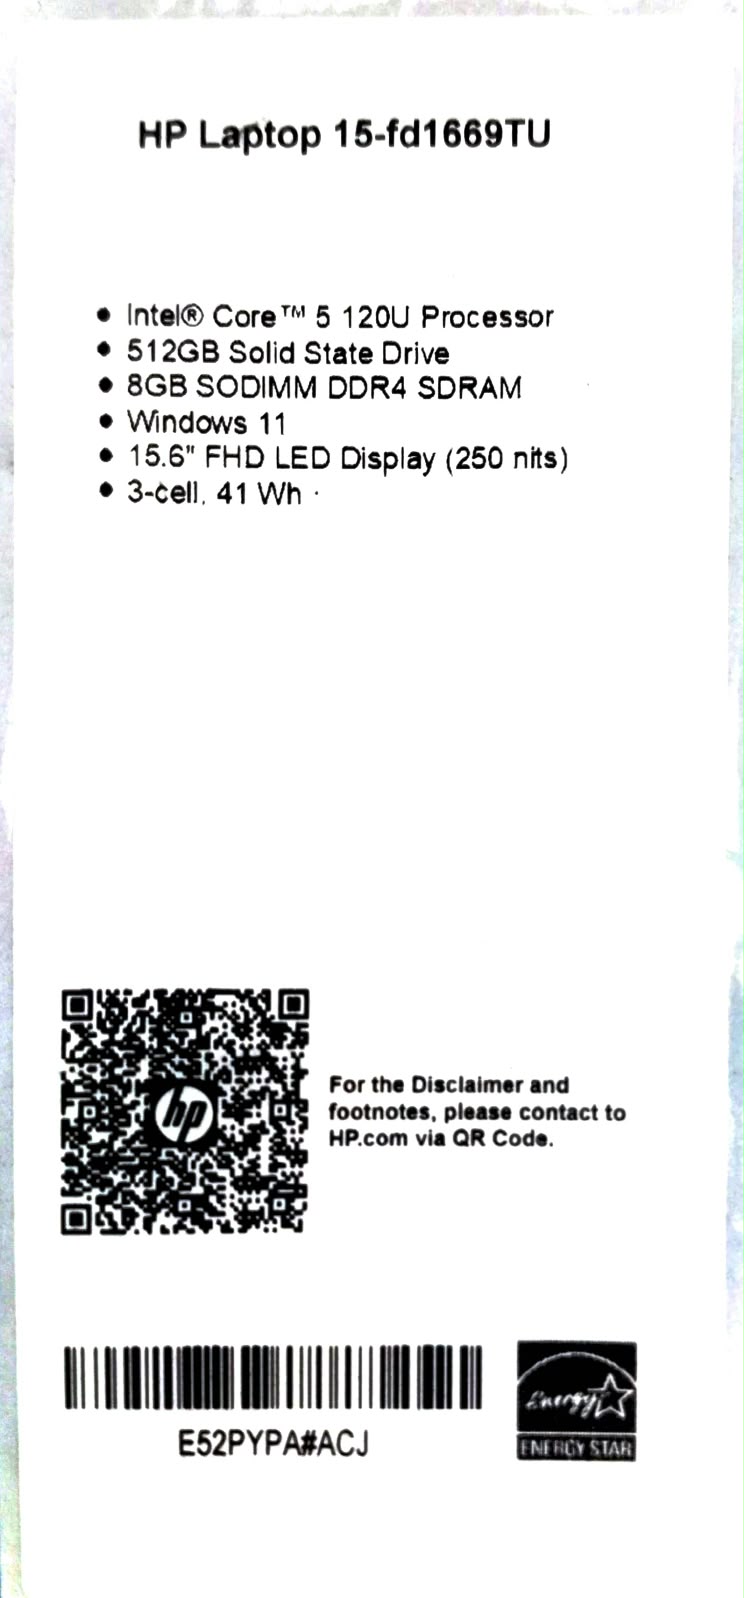 HP Laptop 15-fd1669TU
• Intel® Core™ 5 120U Processor
• 512GB Solid State Drive
• 8GB SODIMM DDR4 SDRAM
• Windows 11
• 15.6" FHD LED Display (250 nits)
• 3-cell, 41 Wh
hp
For the Disclaimer and
footnotes, please contact to
HP.com via QR Code.
E52PYPA#ACJ
Energy
ENERGY STAR